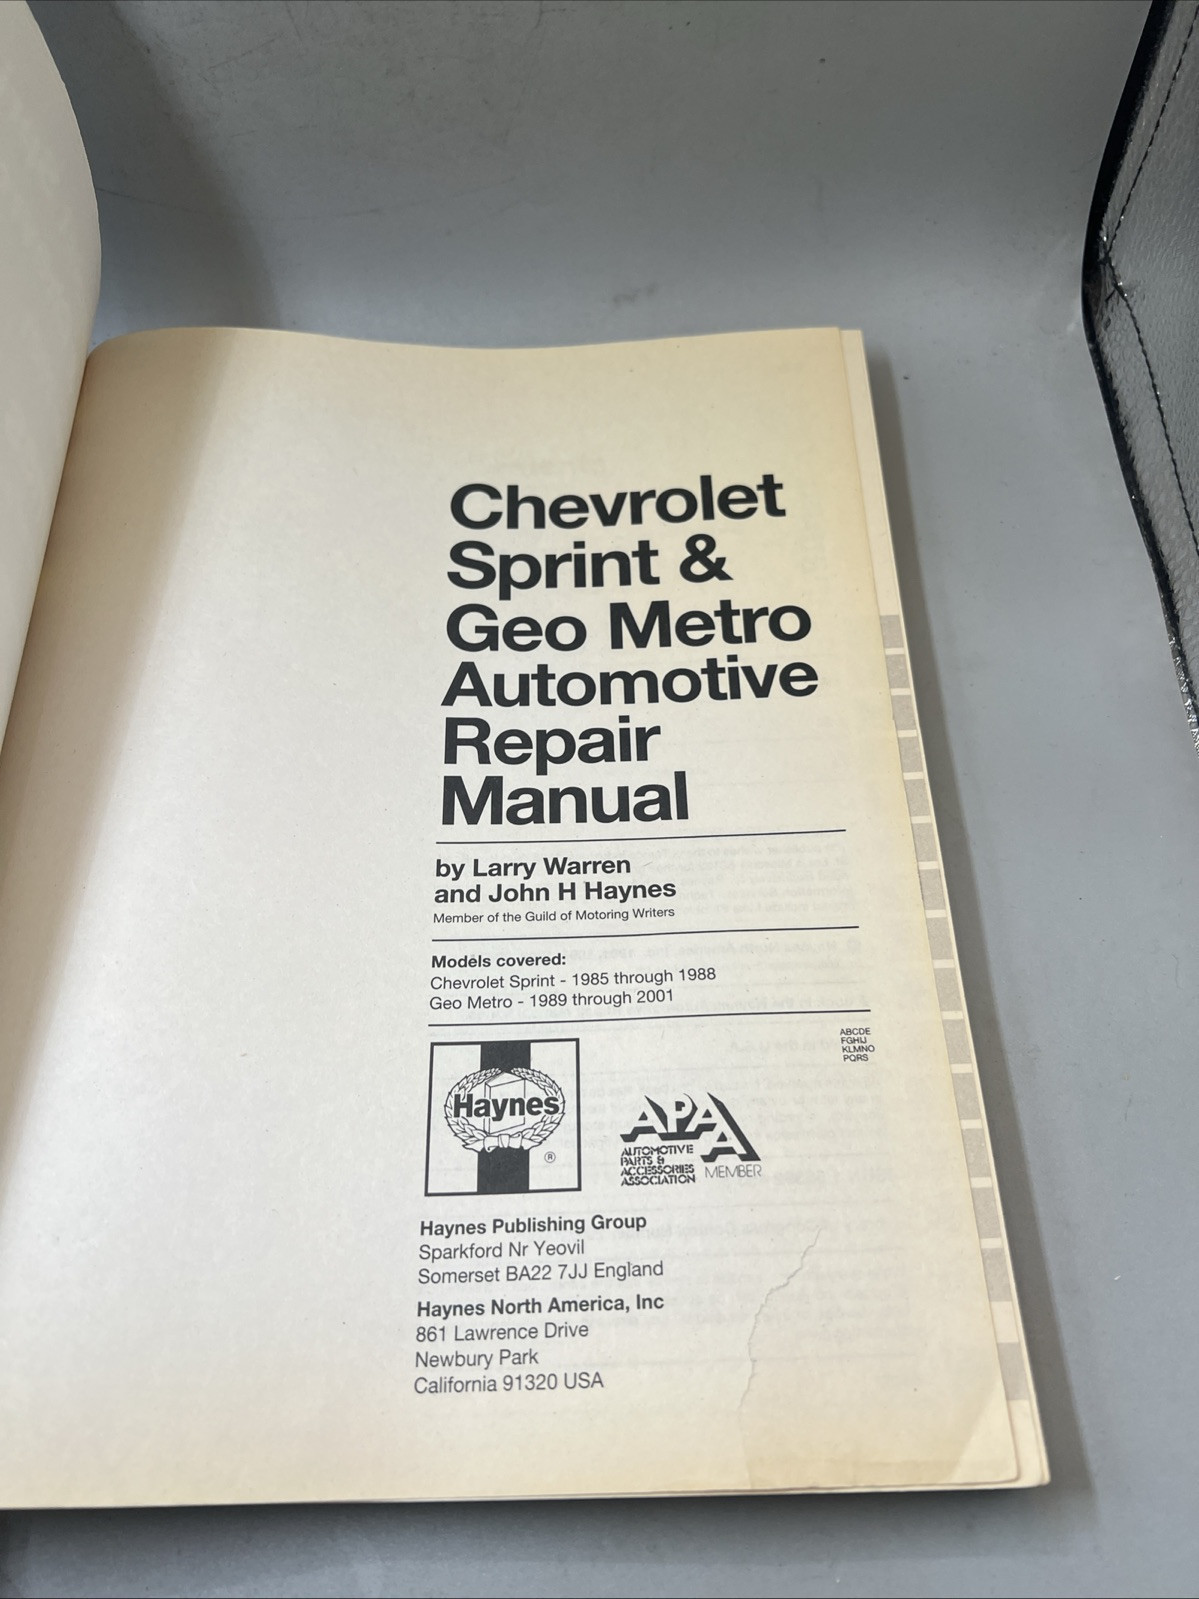 Chevrolet
Sprint &
Geo Metro
Automotive
Repair
Manual
by Larry Warren
and John H Haynes
Member of the Guild of Motoring Writers
Models covered:
Chevrolet Sprint - 1985 through 1988
Geo Metro - 1989 through 2001
ABCDE
FGHIJ
KLMNO
PQRS
Haynes
®
APAA
AUTOMOTIVE
PARTS &
ACCESSORIES
ASSOCIATION
MEMBER
Haynes Publishing Group
Sparkford Nr Yeovil
Somerset BA22 7JJ England
Haynes North America, Inc
861 Lawrence Drive
Newbury Park
California 91320 USA